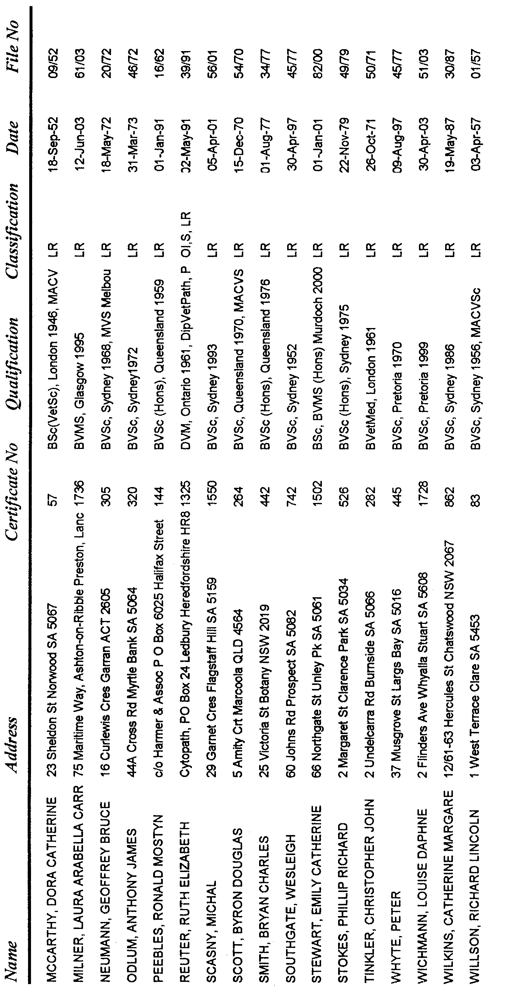 Name Address Certificate No Qualification Classification Date File No
MCCARTHY, DORA CATHERINE 23 Sheldon St Norwood SA 5067 57 BSc(VetSc), London 1946, MACV LR 18-Sep-52 09/52
MILNER, LAURA ARABELLA CARR 75 Maritime Way, Ashton-on-Ribble Preston, Lanc 1736 BVMS, Glasgow 1995 LR 12-Jun-03 61/03
NEUMANN, GEOFFREY BRUCE 16 Curlewis Cres Garran ACT 2605 305 BVSc, Sydney 1968, MVS Melbou LR 18-May-72 20/72
ODLUM, ANTHONY JAMES 44A Cross Rd Myrtle Bank SA 5064 320 BVSc, Sydney1972 LR 31-Mar-73 46/72
PEEBLES, RONALD MOSTYN c/o Harmer & Assoc P O Box 6025 Halifax Street 144 BVSc (Hons), Queensland 1959 LR 01-Jan-91 16/62
REUTER, RUTH ELIZABETH Cytopath, PO Box 24 Ledbury Heredfordshire HR8 1325 DVM, Ontario 1961, DipVetPath, P OI,S, LR 02-May-91 39/91
SCASNY, MICHAL 29 Garnet Cres Flagstaff Hill SA 5159 1550 BVSc, Sydney 1993 LR 05-Apr-01 56/01
SCOTT, BYRON DOUGLAS 5 Amity Crt Marcoola QLD 4564 264 BVSc, Queensland 1970, MACVS LR 15-Dec-70 54/70
SMITH, BRYAN CHARLES 25 Victoria St Botany NSW 2019 442 BVSc (Hons), Queensland 1976 LR 01-Aug-77 34/77
SOUTHGATE, WESLEIGH 60 Johns Rd Prospect SA 5082 742 BVSc, Sydney 1952 LR 30-Apr-97 45/77
STEWART, EMILY CATHERINE 66 Northgate St Unley Pk SA 5061 1502 BSc, BVMS (Hons) Murdoch 2000 LR 01-Jan-01 82/00
STOKES, PHILLIP RICHARD 2 Margaret St Clarence Park SA 5034 526 BVSc (Hons), Sydney 1975 LR 22-Nov-79 49/79
TINKLER, CHRISTOPHER JOHN 2 Undelcarra Rd Burnside SA 5066 282 BVetMed, London 1961 LR 26-Oct-71 50/71
WHYTE, PETER 37 Musgrove St Largs Bay SA 5016 445 BVSc, Pretoria 1970 LR 09-Aug-97 45/77
WICHMANN, LOUISE DAPHNE 2 Flinders Ave Whyalla Stuart SA 5608 1728 BVSc, Pretoria 1999 LR 30-Apr-03 51/03
WILKINS, CATHERINE MARGARE 12/61-63 Hercules St Chatswood NSW 2067 862 BVSc, Sydney 1986 LR 19-May-87 30/87
WILLSON, RICHARD LINCOLN 1 West Terrace Clare SA 5453 83 BVSc, Sydney 1956, MACVSc LR 03-Apr-57 01/57